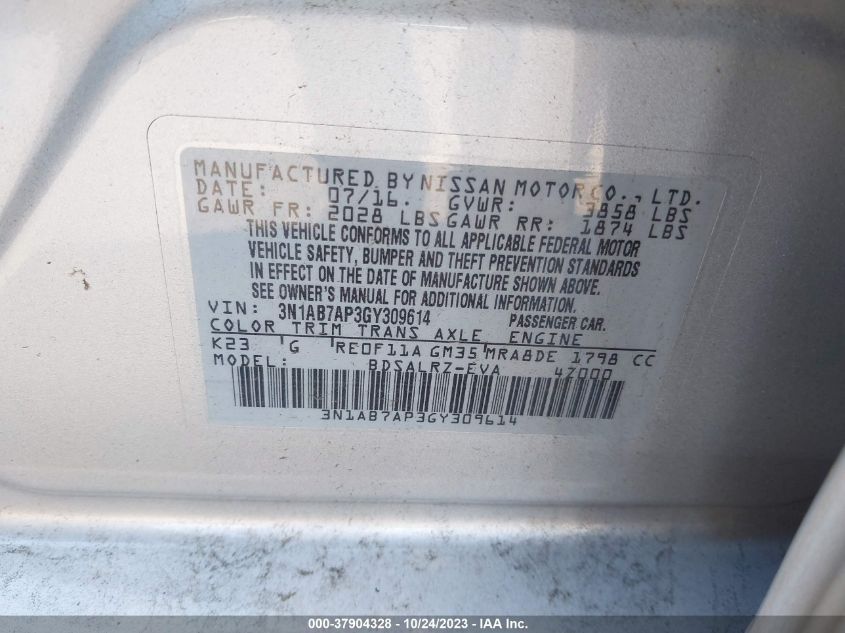 MANUFACTURED BY NISSAN MOTOR CO., LTD.
DATE: 07/16. GVWR: 3858 LBS
GAWR FR: 2028 LBS GAWR RR: 1874 LBS
THIS VEHICLE CONFORMS TO ALL APPLICABLE FEDERAL MOTOR
VEHICLE SAFETY, BUMPER AND THEFT PREVENTION STANDARDS
IN EFFECT ON THE DATE OF MANUFACTURE SHOWN ABOVE.
SEE OWNER'S MANUAL FOR ADDITIONAL INFORMATION.
VIN: 3N1AB7AP3GY309614 PASSENGER CAR.
COLOR TRIM TRANS AXLE ENGINE
K23 G RE0F11A GM35 MRA8DE 1798 CC
MODEL: BDSALRZ-EVA 4Z000
3N1AB7AP3GY309614
000-37904328 - 10/24/2023 - IAA Inc.